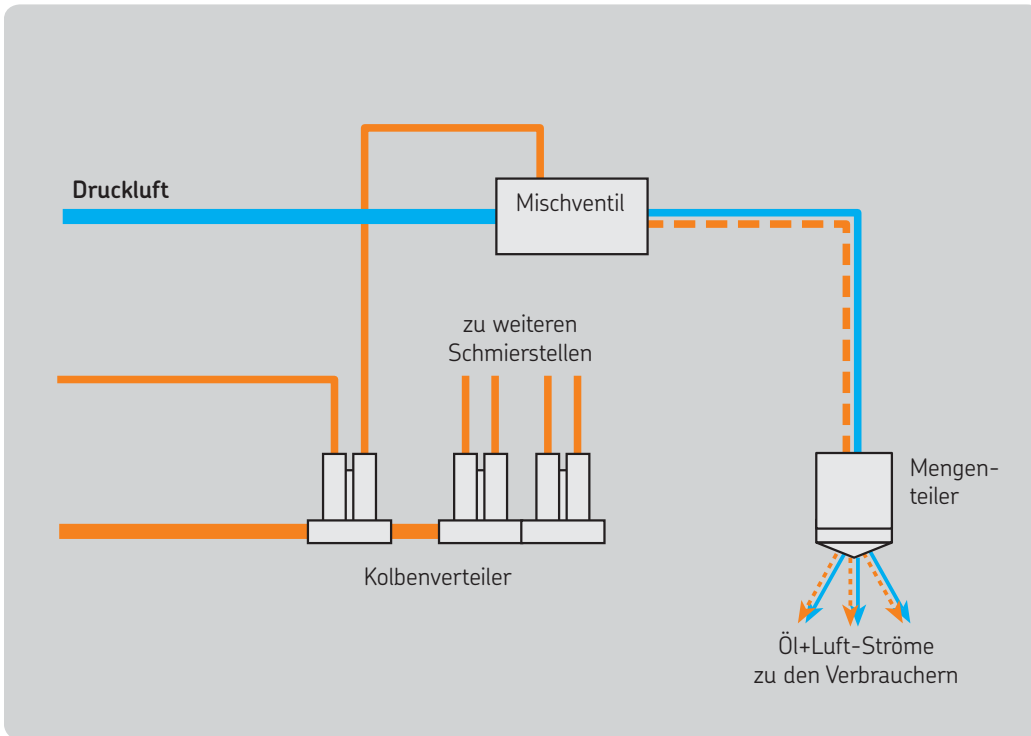 Druckluft
Mischventil
zu weiteren
Schmierstellen
Mengen-
teiler
Kolbenverteiler
Öl+Luft-Ströme
zu den Verbrauchern